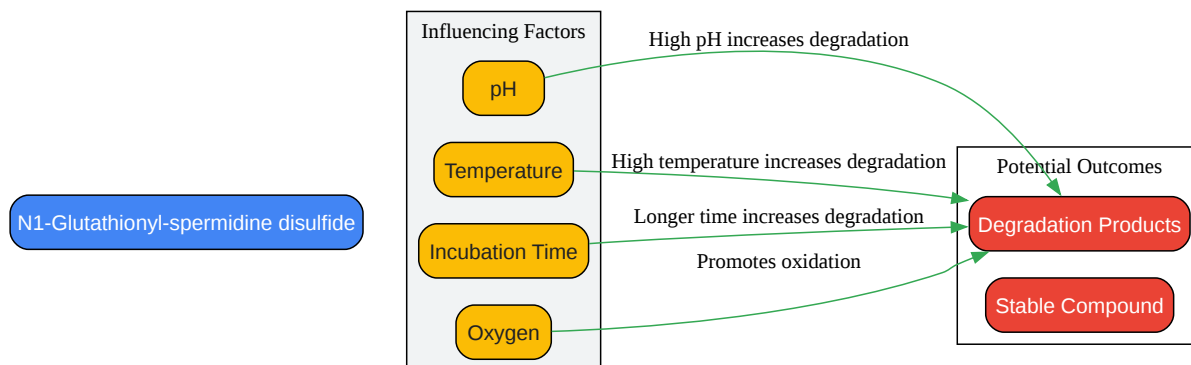 Influencing Factors
pH
Temperature
Incubation Time
Oxygen
N1-Glutathionyl-spermidine disulfide
High pH increases degradation
High temperature increases degradation
Longer time increases degradation
Promotes oxidation
Potential Outcomes
Degradation Products
Stable Compound